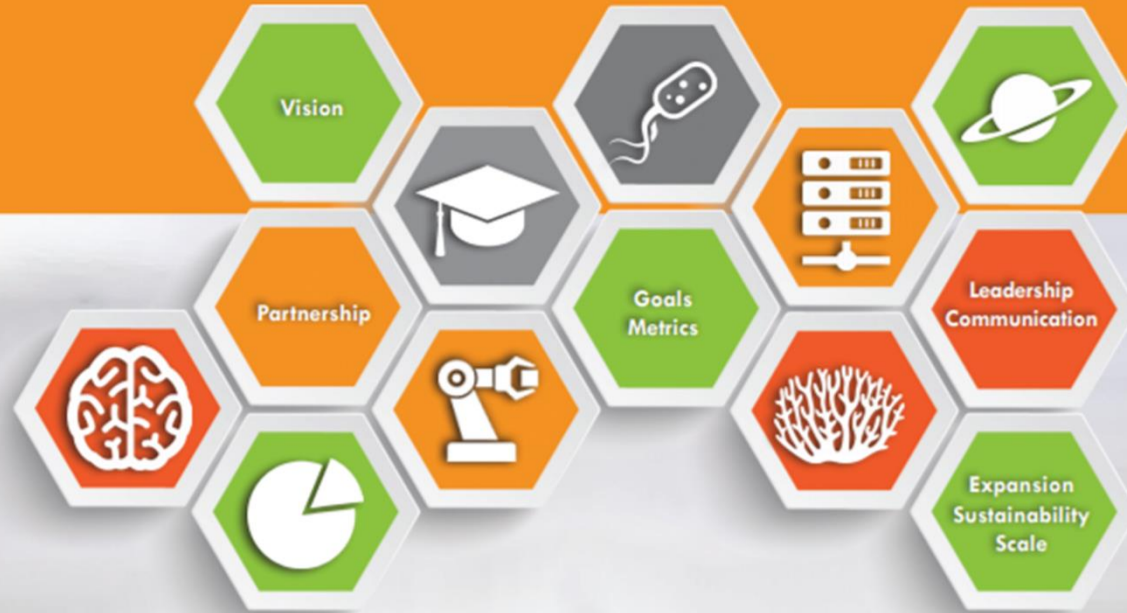 Vision
Partnership
Goals
Metrics
Leadership
Communication
Expansion
Sustainability
Scale